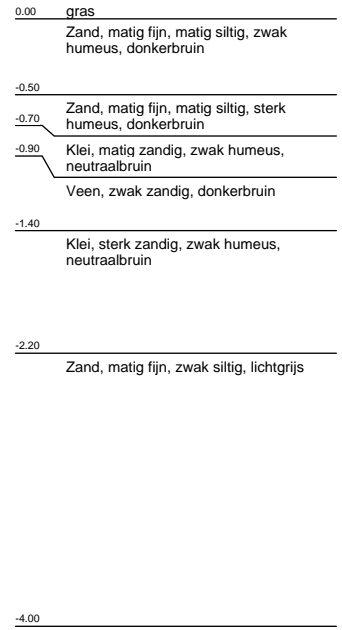 0.00 gras
Zand, matig fijn, matig siltig, zwak
humeus, donkerbruin
-0.50
Zand, matig fijn, matig siltig, sterk
humeus, donkerbruin
-0.70
Klei, matig zandig, zwak humeus,
neutraalbruin
-0.90
Veen, zwak zandig, donkerbruin
-1.40
Klei, sterk zandig, zwak humeus,
neutraalbruin
-2.20
Zand, matig fijn, zwak siltig, lichtgrijs
-4.00